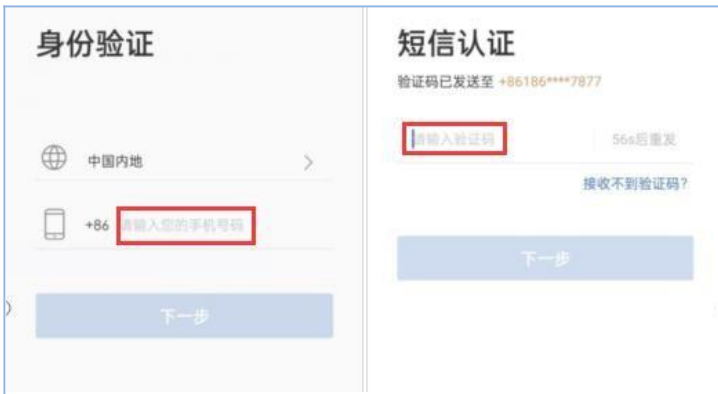 身份验证
中国内地
+86 请输入您的手机号码
下一步
短信认证
验证码已发送至 +86186****7877
请输入验证码 56s后重发
接收不到验证码?
下一步
)